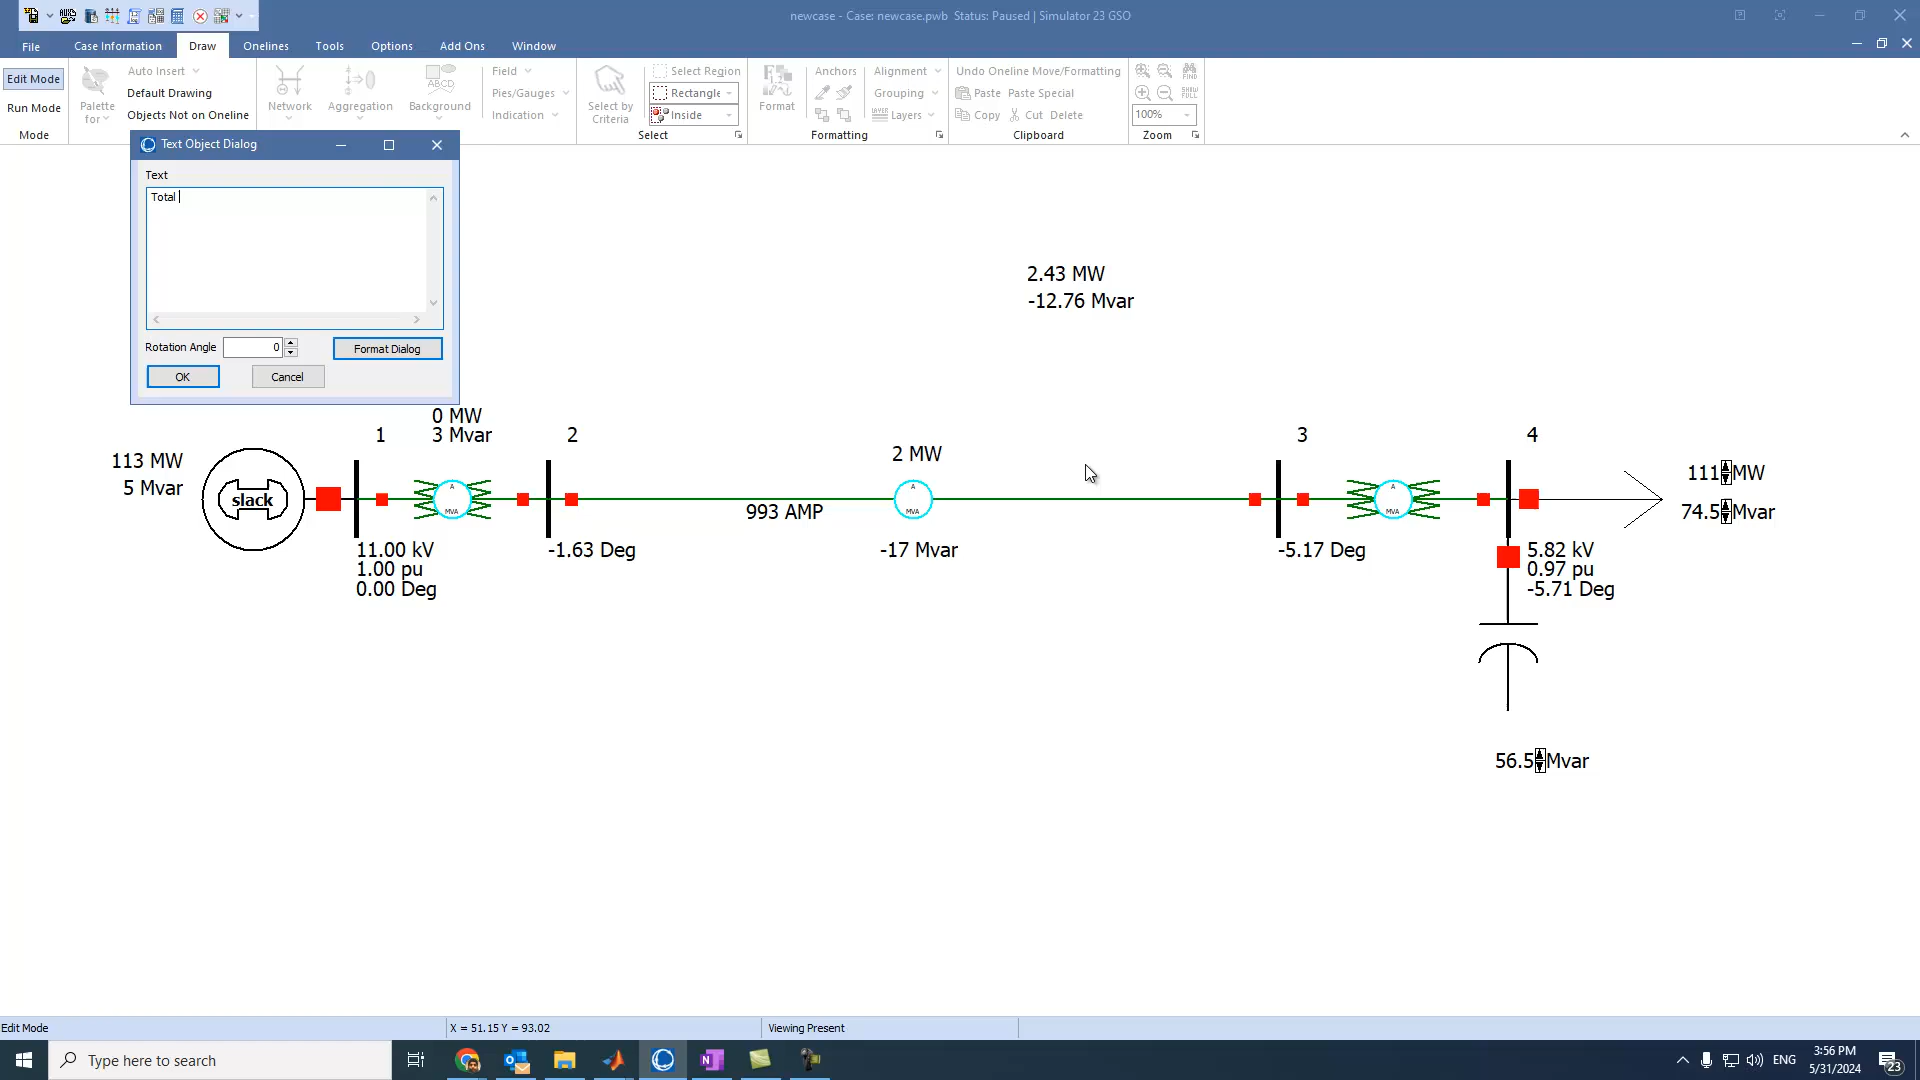 newcase - Case: newcase.pwb  Status: Paused | Simulator 23 GSO
File
Case Information
Draw
Onelines
Tools
Options
Add Ons
Window
Edit Mode
Run Mode
Mode
Palette for
Auto Insert
Default Drawing
Objects Not on Oneline
Network
Aggregation
ABCD
Background
Field
Pies/Gauges
Indication
Select by Criteria
Select Region
Rectangle
Inside
Select
Format
Anchors
Alignment
Grouping
Layers
Formatting
Undo Oneline Move/Formatting
Paste
Paste Special
Copy
Cut
Delete
Clipboard
FIND
SHOW FULL
100%
Zoom
Text Object Dialog
Text
Total
Rotation Angle
0
Format Dialog
OK
Cancel
2.43 MW
-12.76 Mvar
0 MW
3 Mvar
1
2
3
4
2 MW
113 MW
5 Mvar
slack
A
MVA
A
MVA
A
MVA
993 AMP
111 MW
74.5 Mvar
11.00 kV
1.00 pu
0.00 Deg
-1.63 Deg
-17 Mvar
-5.17 Deg
5.82 kV
0.97 pu
-5.71 Deg
56.5 Mvar
Edit Mode
X = 51.15 Y = 93.02
Viewing Present
Type here to search
ENG
3:56 PM
5/31/2024
23